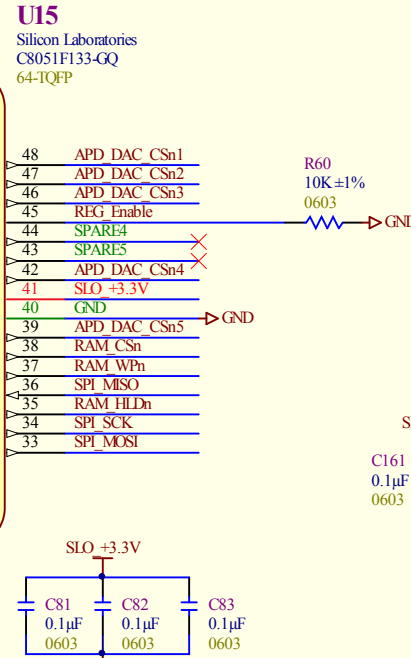 U15
Silicon Laboratories
C8051F133-GQ
64-TQFP
48 APD_DAC_CSn1
47 APD_DAC_CSn2
46 APD_DAC_CSn3
45 REG_Enable
44 SPARE4
43 SPARE5
42 APD_DAC_CSn4
41 SLO_+3.3V
40 GND
39 APD_DAC_CSn5
38 RAM_CSn
37 RAM_WPn
36 SPI_MISO
35 RAM_HLDn
34 SPI_SCK
33 SPI_MOSI
R60
10K ±1%
0603
GND
GND
S
C161
0.1µF
0603
SLO_+3.3V
C81 C82 C83
0.1µF 0.1µF 0.1µF
0603 0603 0603